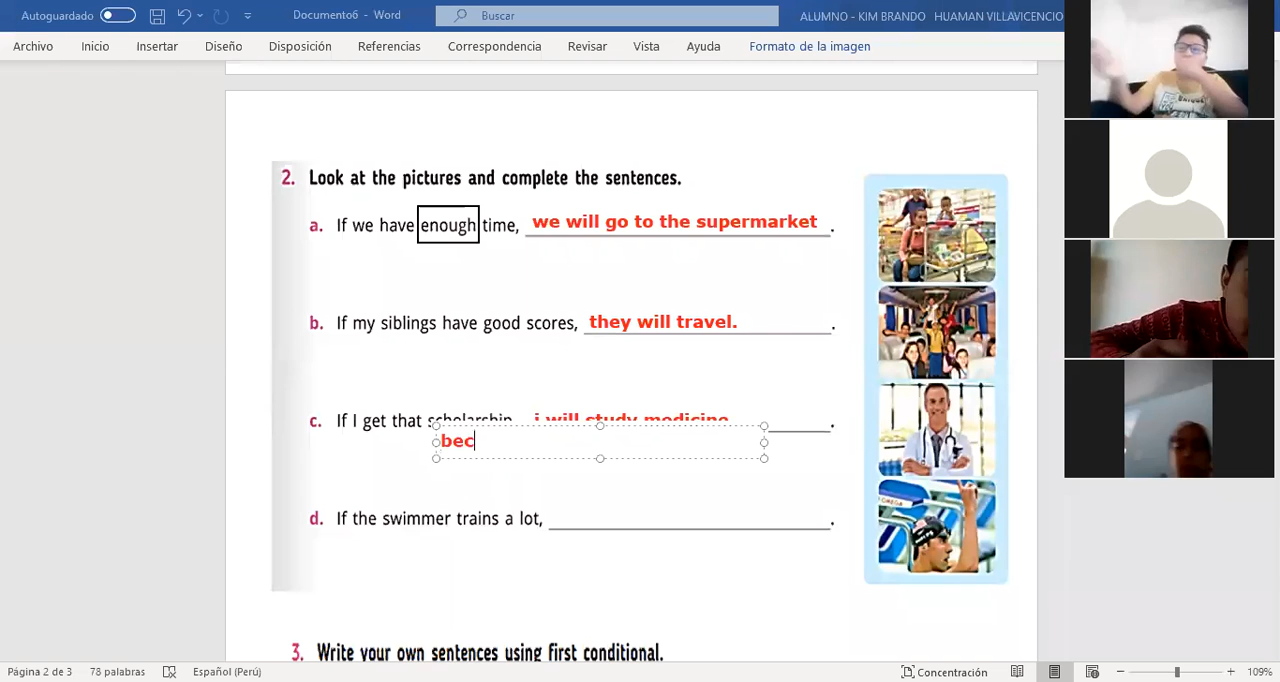 Autoguardado
Documento6 - Word
Buscar
ALUMNO - KIM BRANDO HUAMAN VILLAVICENCIO
Archivo Inicio Insertar Diseño Disposición Referencias Correspondencia Revisar Vista Ayuda Formato de la imagen
2. Look at the pictures and complete the sentences.
a. If we have enough time, we will go to the supermarket.
b. If my siblings have good scores, they will travel. .
c. If I get that scholarship, i will study medicine .
bec
d. If the swimmer trains a lot, .
3. Write your own sentences using first conditional.
Página 2 de 3 78 palabras Español (Perú) Concentración 109%